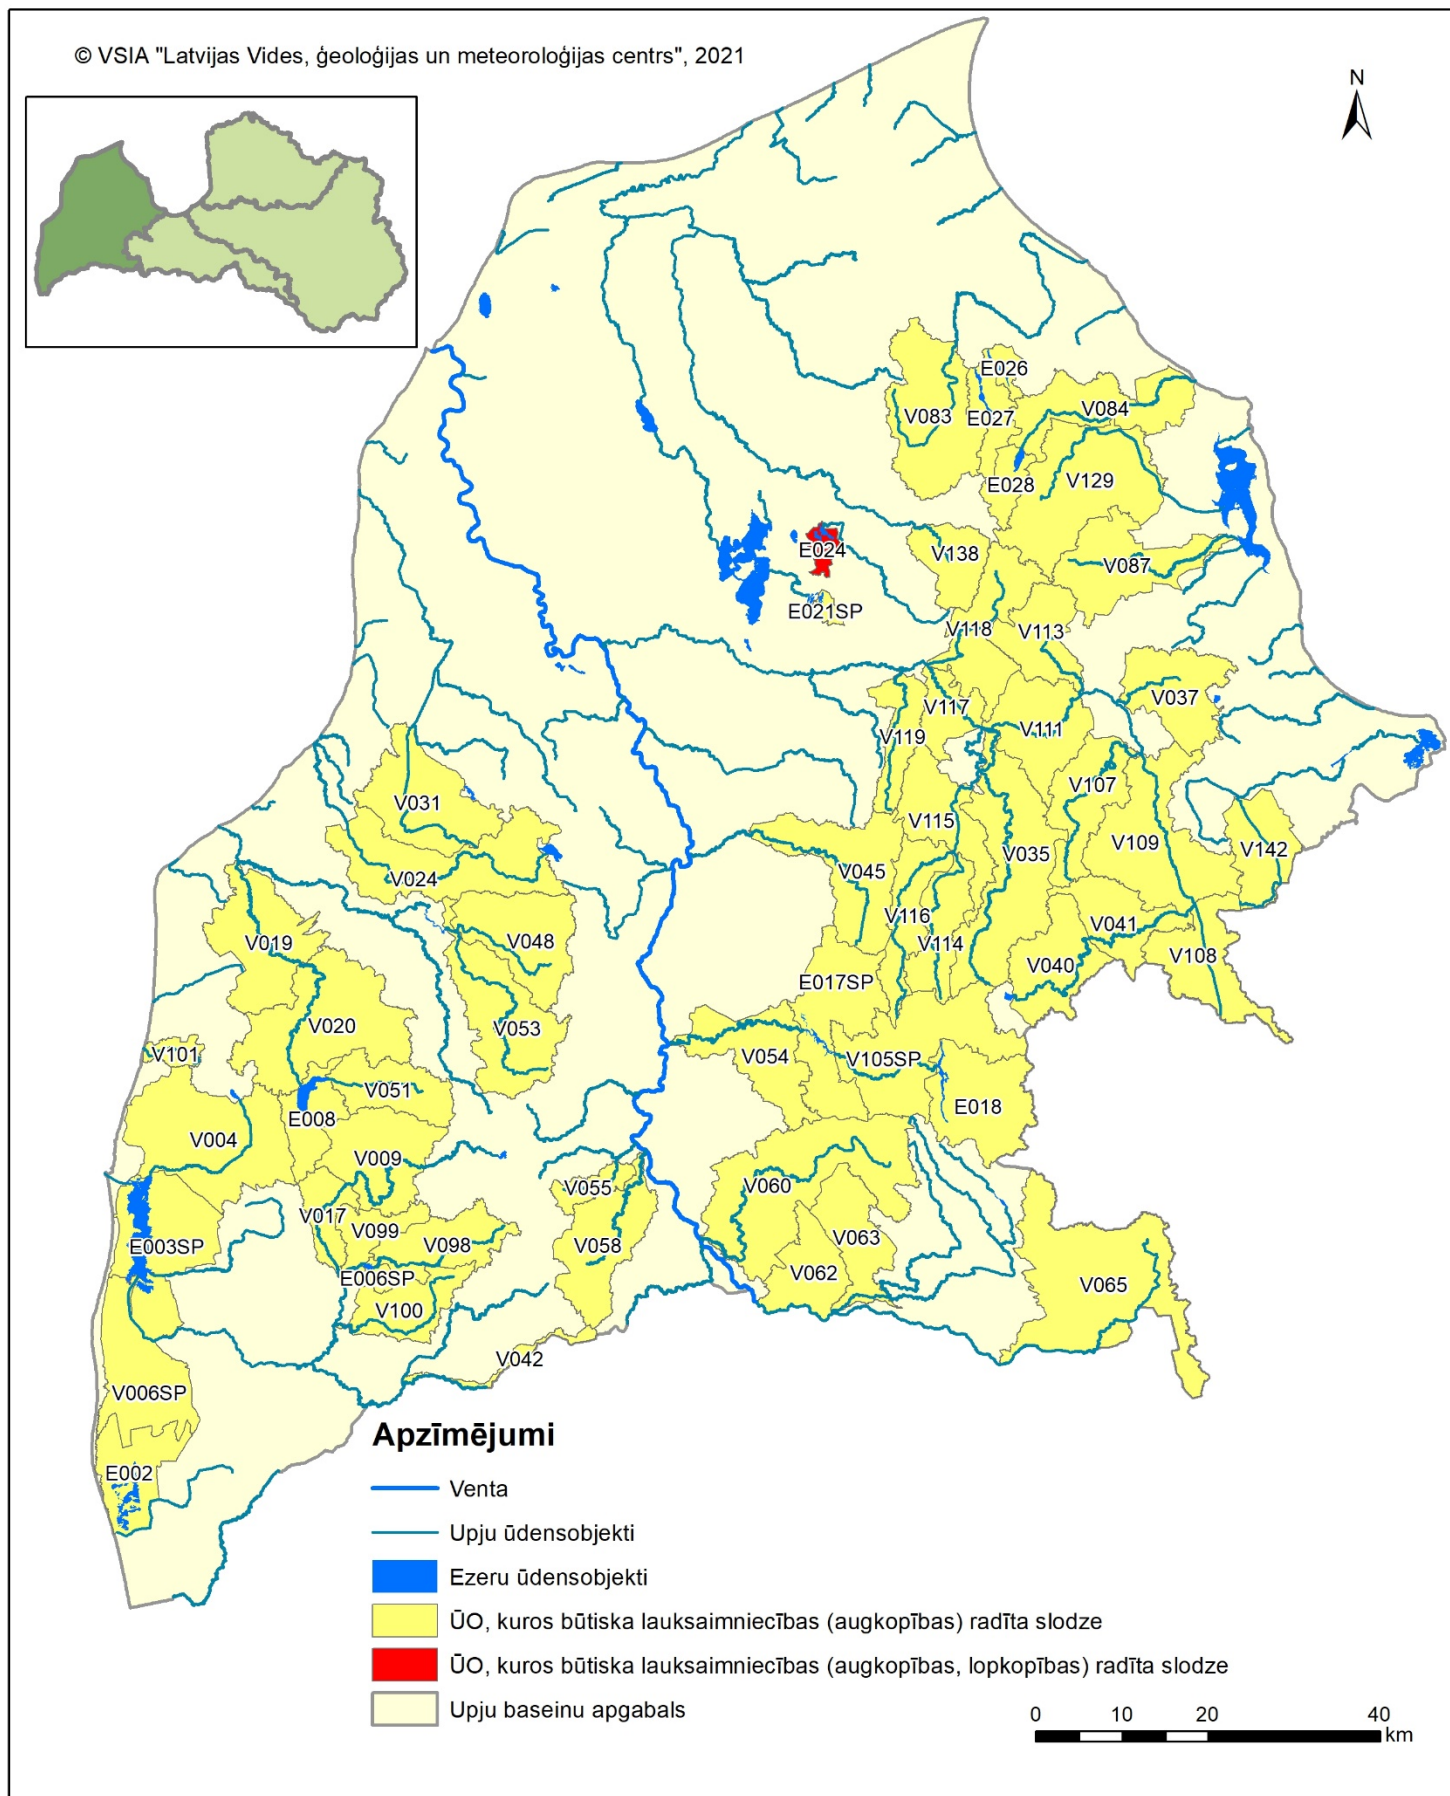 © VSIA "Latvijas Vides, ģeoloģijas un meteoroloģijas centrs", 2021
N
E026
V083
E027
V084
E028
V129
E024
V138
V087
E021SP
V118
V113
V037
V117
V119
V111
V107
V031
V115
V035
V109
V142
V024
V045
V116
V041
V019
V048
V114
V108
V040
E017SP
V020
V053
V101
V054
V105SP
V051
E018
E008
V004
V009
V055
V060
V017
V099
V098
V058
V063
E003SP
E006SP
V062
V100
V065
V042
V006SP
E002
Apzīmējumi
Venta
Upju ūdensobjekti
Ezeru ūdensobjekti
ŪO, kuros būtiska lauksaimniecības (augkopības) radīta slodze
ŪO, kuros būtiska lauksaimniecības (augkopības, lopkopības) radīta slodze
Upju baseinu apgabals
0 10 20 40
km